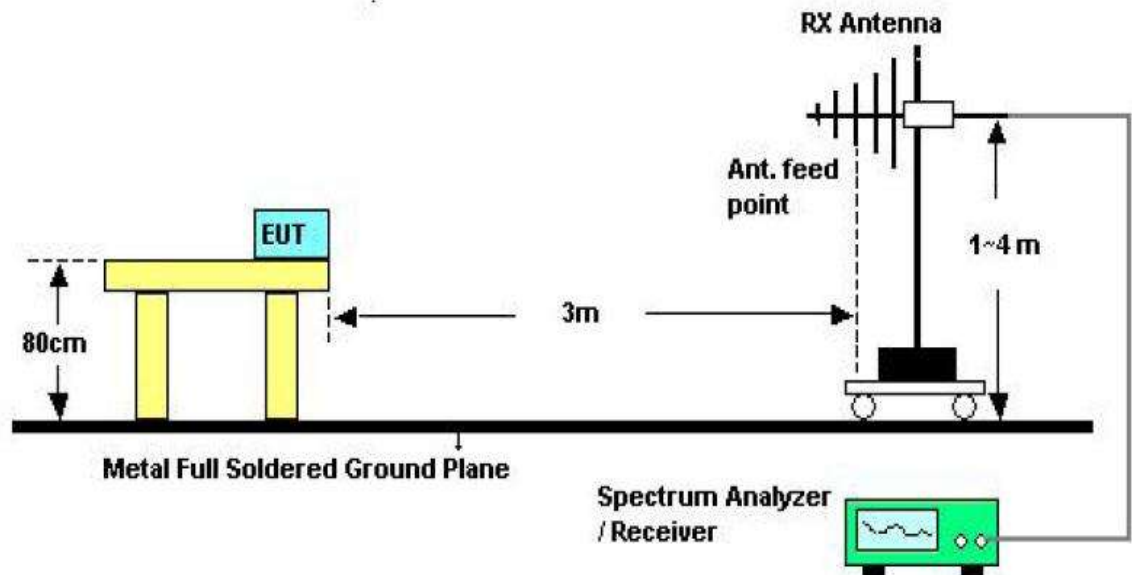 RX Antenna
Ant. feed
point
EUT
1~4 m
3m
80cm
Metal Full Soldered Ground Plane
Spectrum Analyzer
/ Receiver